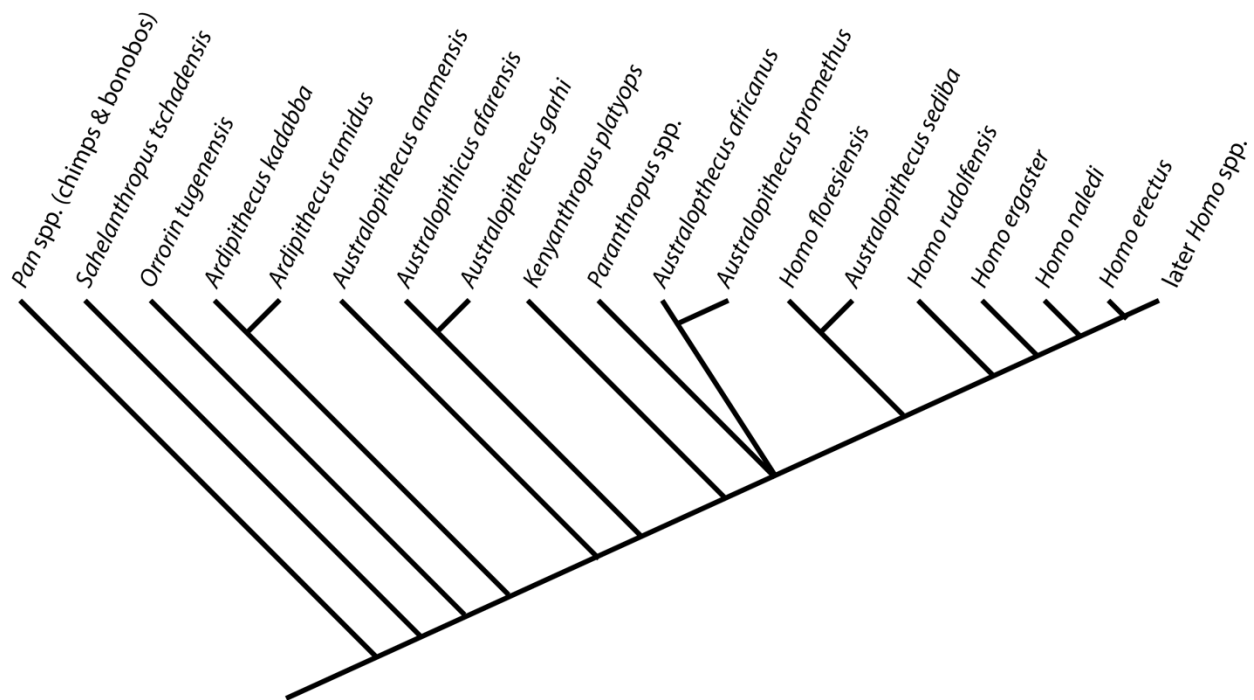 Pan spp. (chimps & bonobos)
Sahelanthropus tschadensis
Orrorin tugenensis
Ardipithecus kadabba
Ardipithecus ramidus
Australopithecus anamensis
Australopithicus afarensis
Australopithecus garhi
Kenyanthropus platyops
Paranthropus spp.
Australopthecus africanus
Australopithecus promethus
Homo floresiensis
Australopithecus sediba
Homo rudolfensis
Homo ergaster
Homo naledi
Homo erectus
later Homo spp.